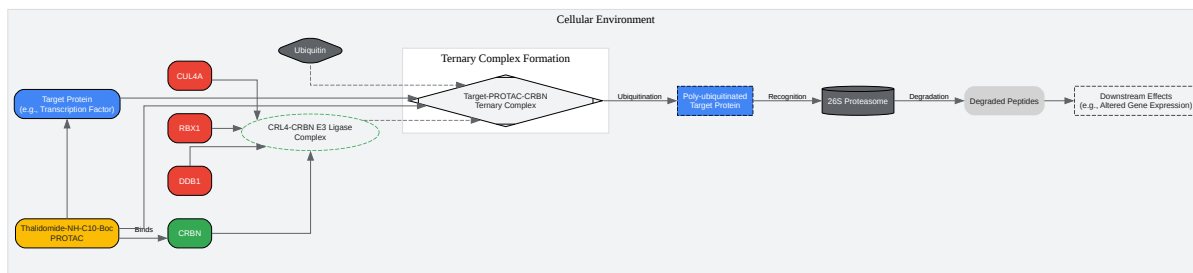 Cellular Environment
Ubiquitin
Ternary Complex Formation
CUL4A
Target Protein
(e.g., Transcription Factor)
Target-PROTAC-CRBN
Ternary Complex
Ubiquitination
Poly-ubiquitinated
Target Protein
Recognition
26S Proteasome
Degradation
Degraded Peptides
Downstream Effects
(e.g., Altered Gene Expression)
RBX1
CRL4-CRBN E3 Ligase
Complex
DDB1
Thalidomide-NH-C10-Boc
PROTAC
Binds
CRBN